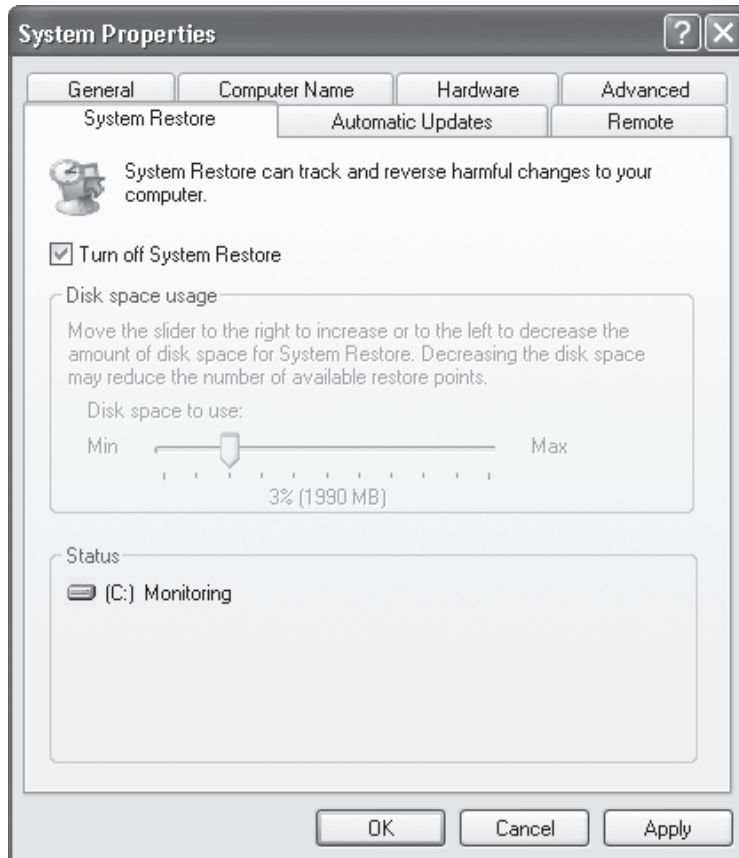 System Properties
General Computer Name Hardware Advanced
System Restore Automatic Updates Remote
System Restore can track and reverse harmful changes to your
computer.
Turn off System Restore
Disk space usage
Move the slider to the right to increase or to the left to decrease the
amount of disk space for System Restore. Decreasing the disk space
may reduce the number of available restore points.
Disk space to use:
Min Max
3% (1990 MB)
Status
(C:) Monitoring
OK Cancel Apply